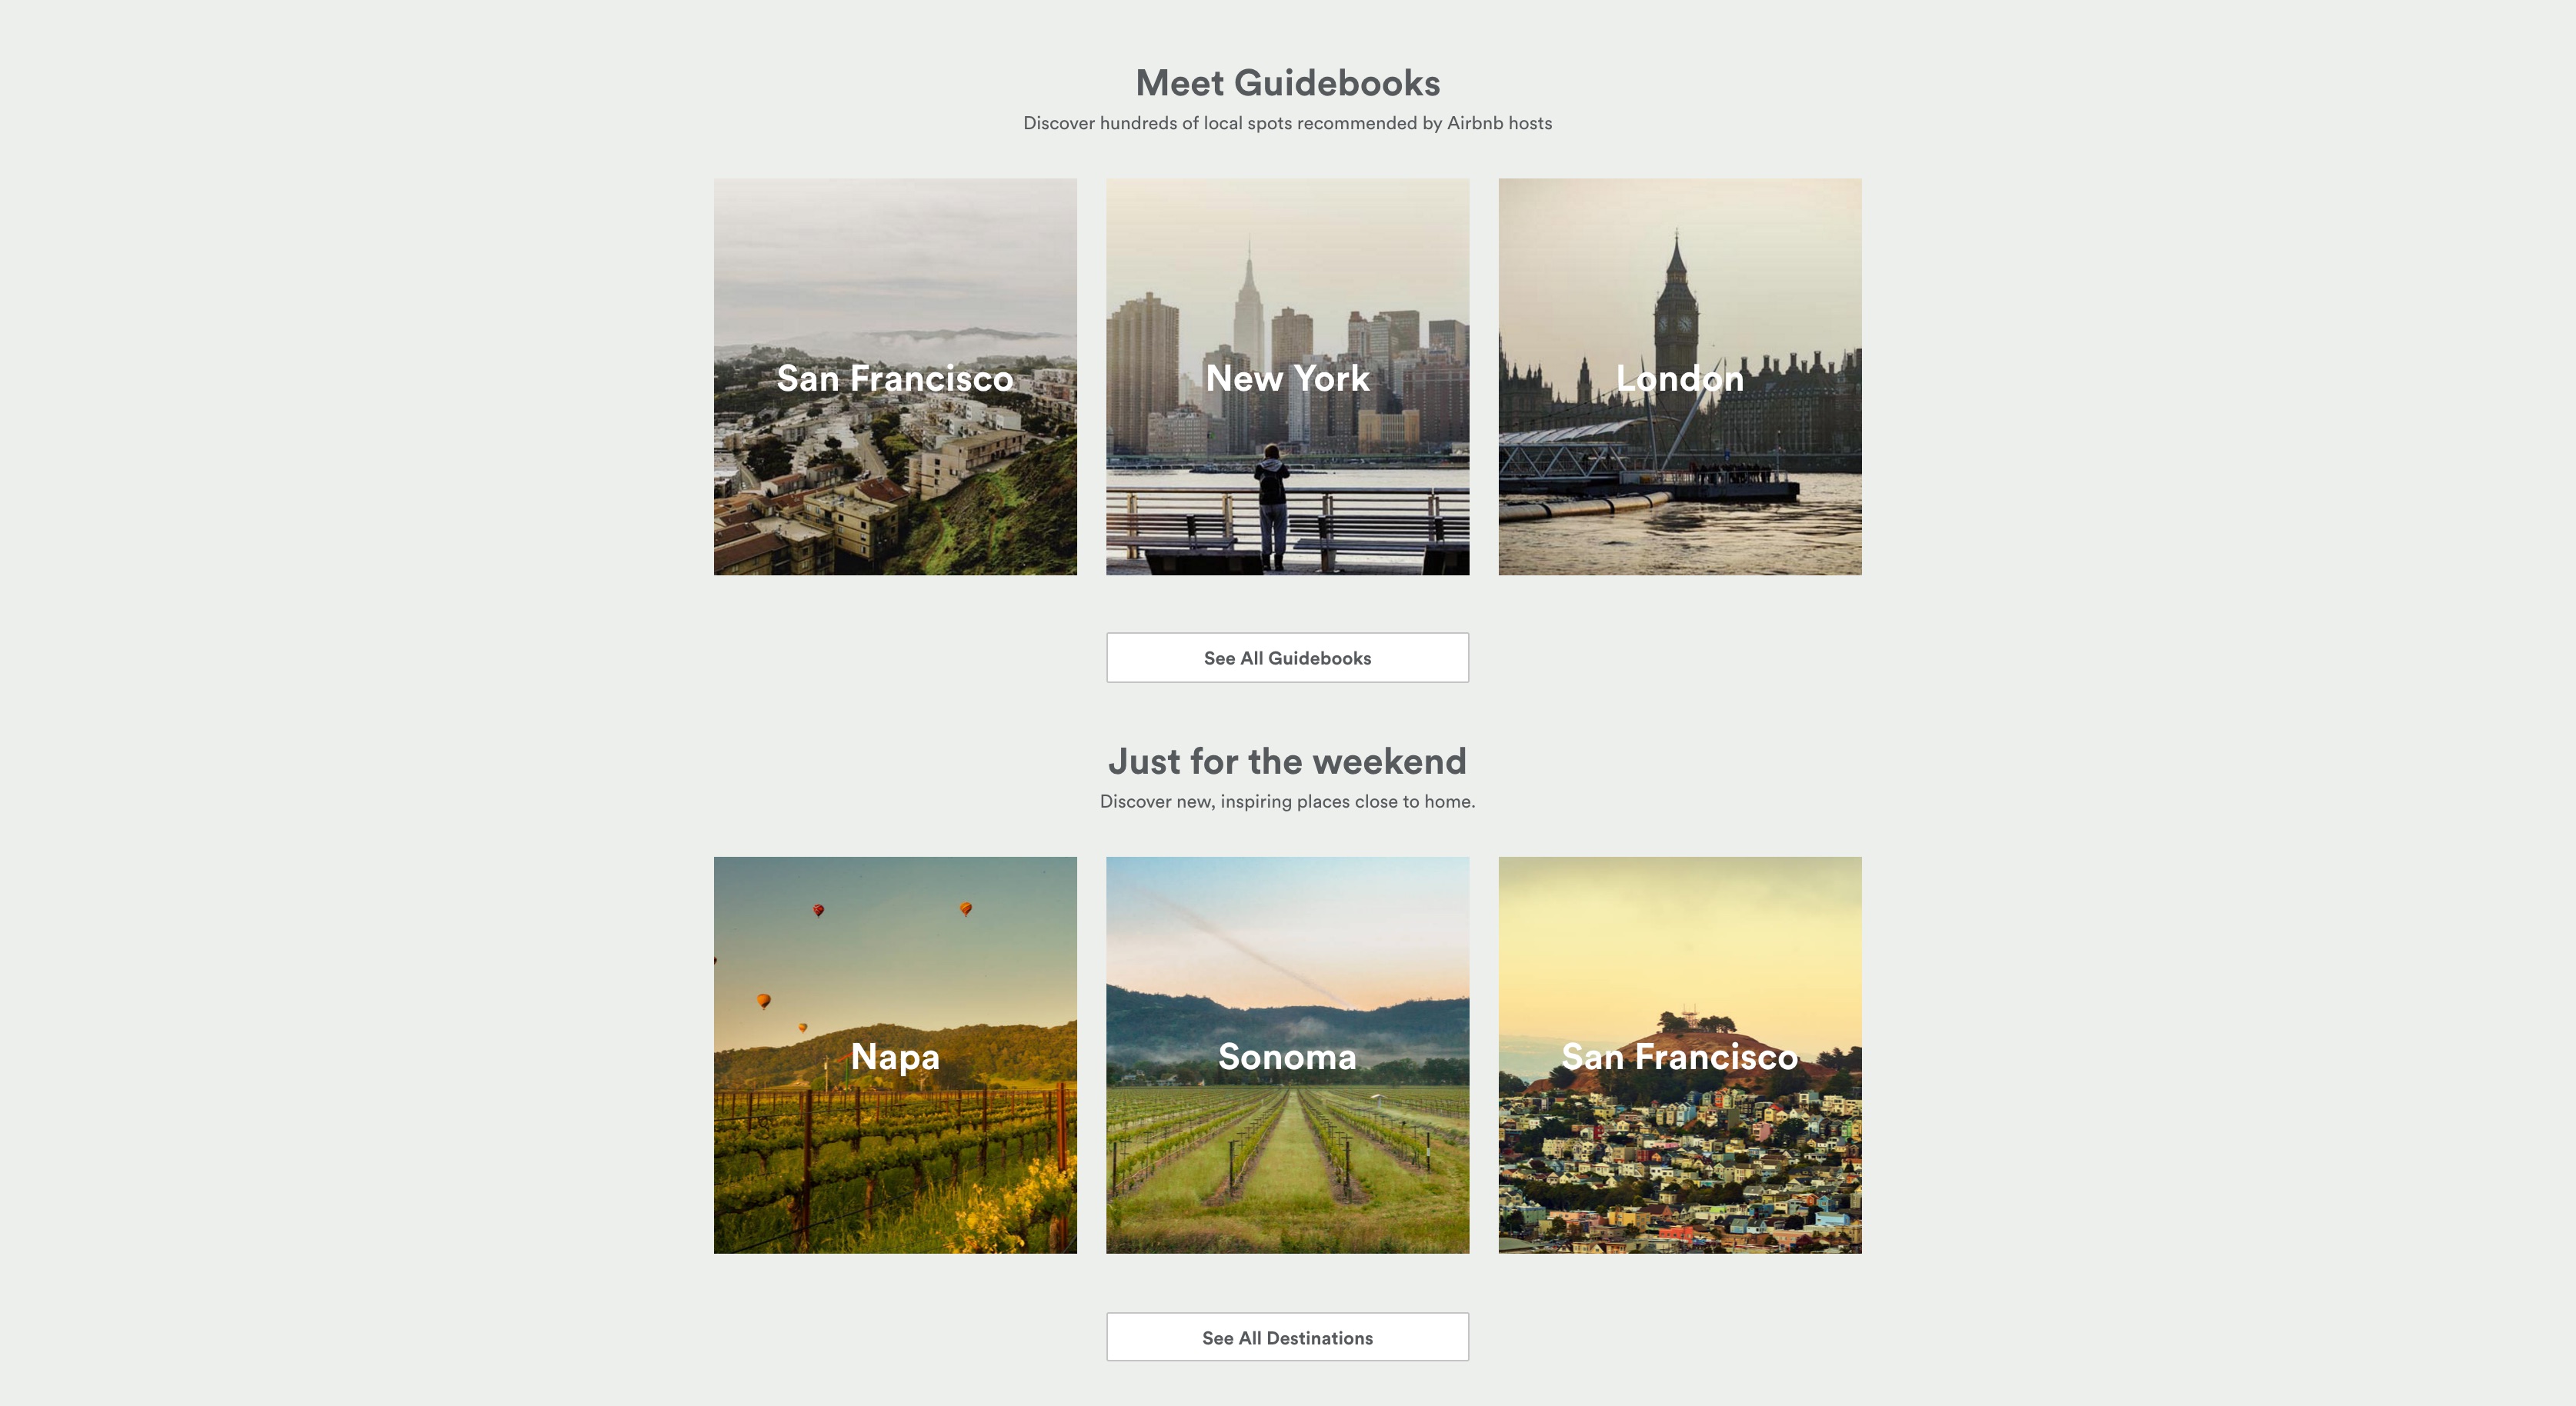 Meet Guidebooks
Discover hundreds of local spots recommended by Airbnb hosts
San Francisco
New York
London
See All Guidebooks
Just for the weekend
Discover new, inspiring places close to home.
Napa
Sonoma
San Francisco
See All Destinations